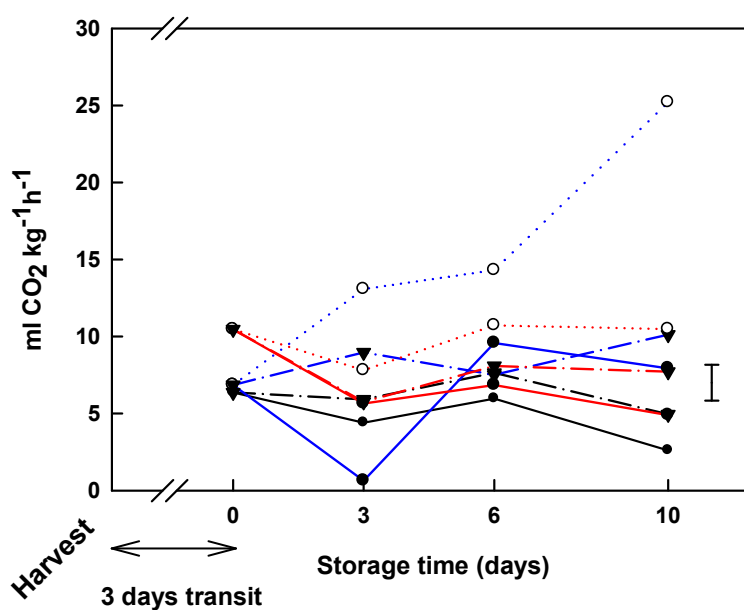 30
25
20
15
10
5
0
ml CO₂ kg⁻¹h⁻¹
0 3 6 10
Harvest
Storage time (days)
3 days transit